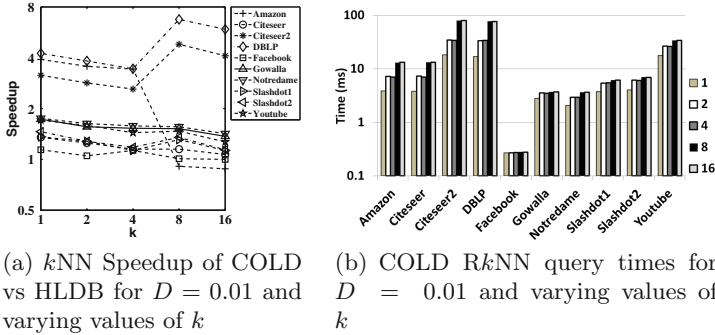 8
4
2
1
0.5
Speedup
1
2
4
8
16
k
Amazon
Citeseer
Citeseer2
DBLP
Facebook
Gowalla
Notredame
Slashdot1
Slashdot2
Youtube
100
10
1
0.1
Time (ms)
Amazon
Citeseer
Citeseer2
DBLP
Facebook
Gowalla
Notredame
Slashdot1
Slashdot2
Youtube
1
2
4
8
16
(a) kNN Speedup of COLD
vs HLDB for D = 0.01 and
varying values of k
(b) COLD RkNN query times for
D = 0.01 and varying values of
k